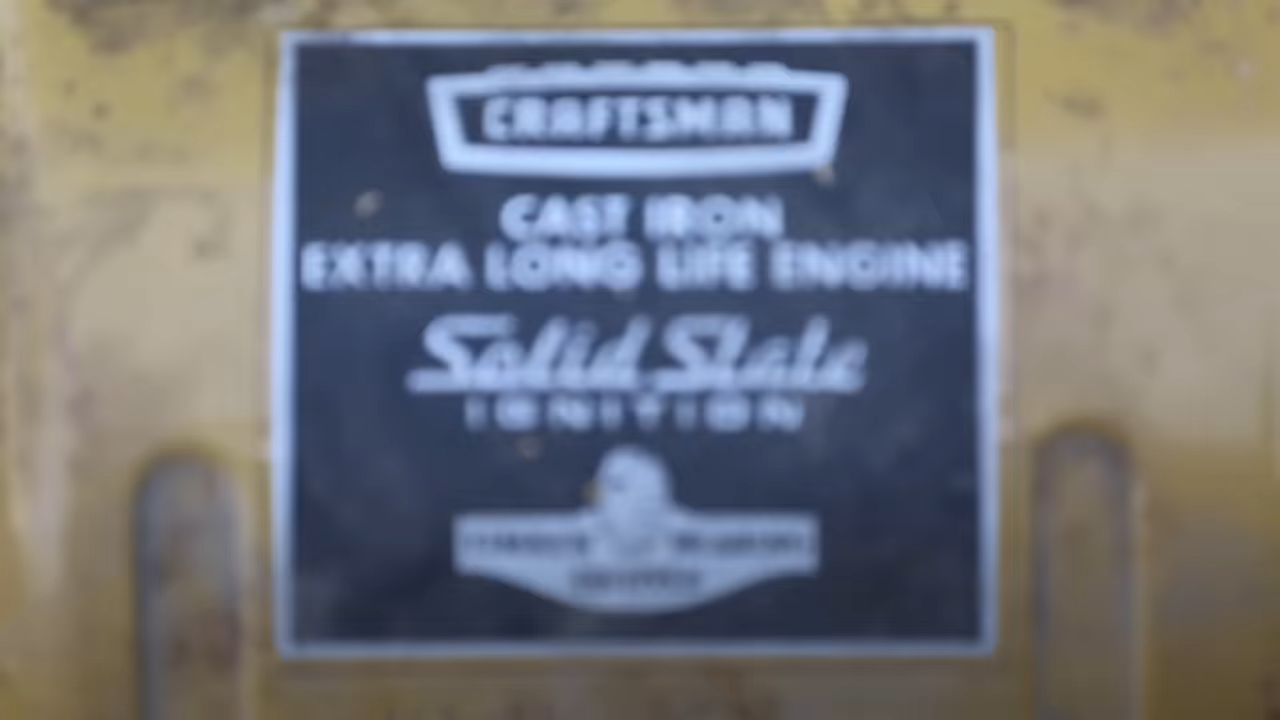 CRAFTSMAN
CAST IRON
EXTRA LONG LIFE ENGINE
Solid State
IGNITION